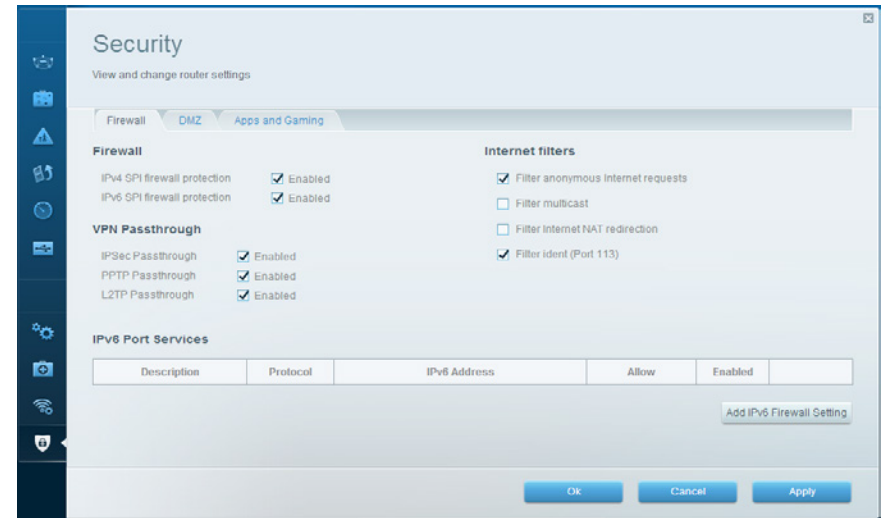 Security
View and change router settings
Firewall DMZ Apps and Gaming
Firewall
IPv4 SPI firewall protection Enabled
IPv6 SPI firewall protection Enabled
VPN Passthrough
IPSec Passthrough Enabled
PPTP Passthrough Enabled
L2TP Passthrough Enabled
Internet filters
Filter anonymous Internet requests
Filter multicast
Filter Internet NAT redirection
Filter ident (Port 113)
IPv6 Port Services
Description Protocol IPv6 Address Allow Enabled
Add IPv6 Firewall Setting
Ok Cancel Apply